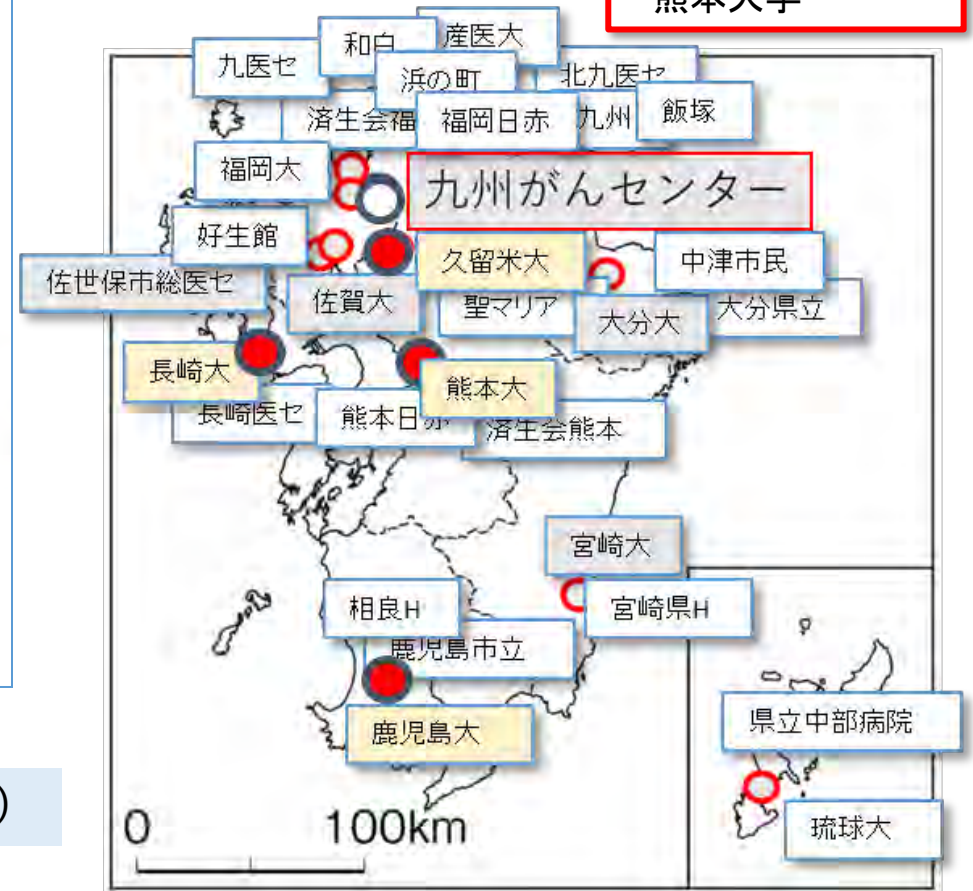 熊本大学
和白
産医大
九医セ
浜の町
北九医セ
済生会福
福岡日赤
九州
飯塚
福岡大
九州がんセンター
好生館
久留米大
中津市民
佐世保市総医セ
佐賀大
聖マリア
大分大
大分県立
長崎大
熊本大
長崎医セ
熊本日赤
済生会熊本
宮崎大
相良H
宮崎県H
鹿児島市立
鹿児島大
県立中部病院
琉球大
)
0
100km